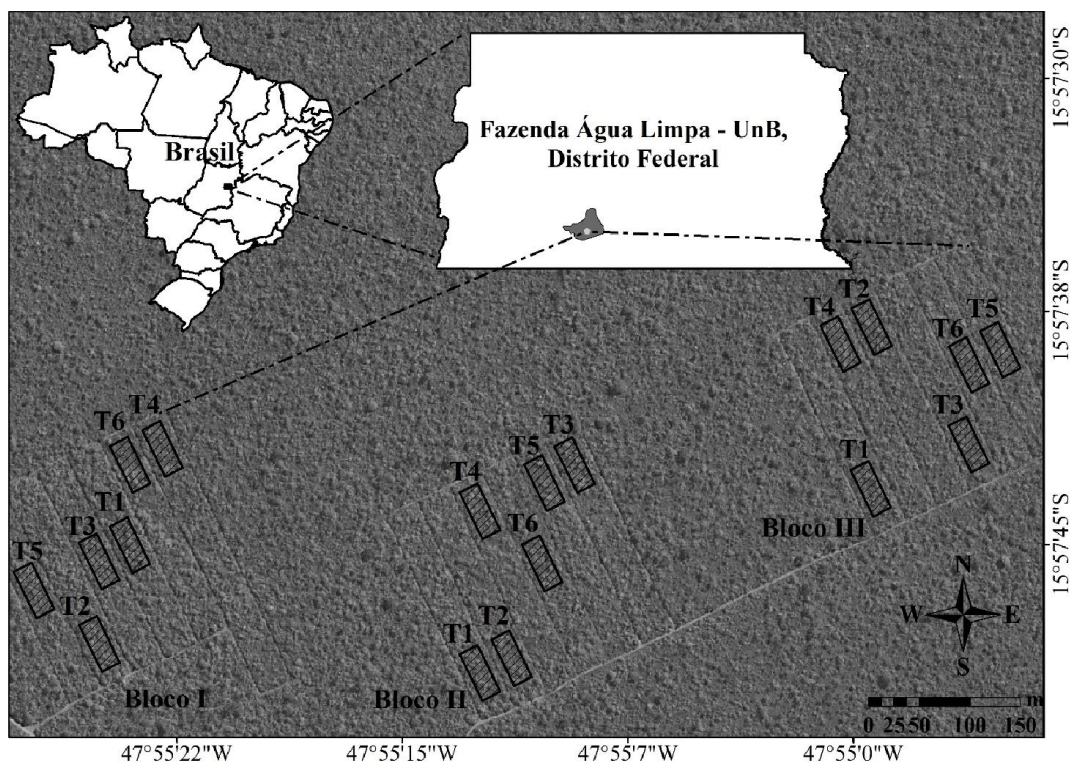 Brasil
Fazenda Água Limpa - UnB,
Distrito Federal
15°57'30"S
15°57'38"S
15°57'45"S
T6
T4
T1
T3
T5
T2
Bloco I
T3
T5
T4
T6
T2
T1
Bloco II
T2
T4
T5
T6
T3
T1
Bloco III
N
W
E
S
m
0 25 50 100 150
47°55'22"W
47°55'15"W
47°55'7"W
47°55'0"W